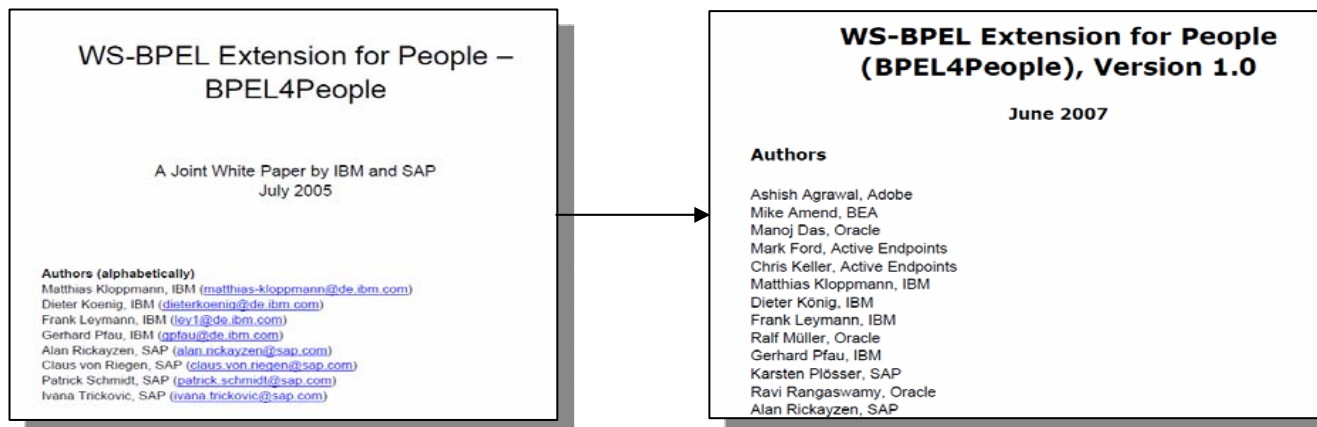 WS-BPEL Extension for People –
BPEL4People
A Joint White Paper by IBM and SAP
July 2005
Authors (alphabetically)
Matthias Kloppmann, IBM (matthias-kloppmann@de.ibm.com)
Dieter Koenig, IBM (dieterkoenig@de.ibm.com)
Frank Leymann, IBM (ley1@de.ibm.com)
Gerhard Pfau, IBM (gpfau@de.ibm.com)
Alan Rickayzen, SAP (alan.rickayzen@sap.com)
Claus von Riegen, SAP (claus.von.riegen@sap.com)
Patrick Schmidt, SAP (patrick.schmidt@sap.com)
Ivana Trickovic, SAP (ivana.trickovic@sap.com)
WS-BPEL Extension for People
(BPEL4People), Version 1.0
June 2007
Authors
Ashish Agrawal, Adobe
Mike Amend, BEA
Manoj Das, Oracle
Mark Ford, Active Endpoints
Chris Keller, Active Endpoints
Matthias Kloppmann, IBM
Dieter König, IBM
Frank Leymann, IBM
Ralf Müller, Oracle
Gerhard Pfau, IBM
Karsten Plösser, SAP
Ravi Rangaswamy, Oracle
Alan Rickayzen, SAP